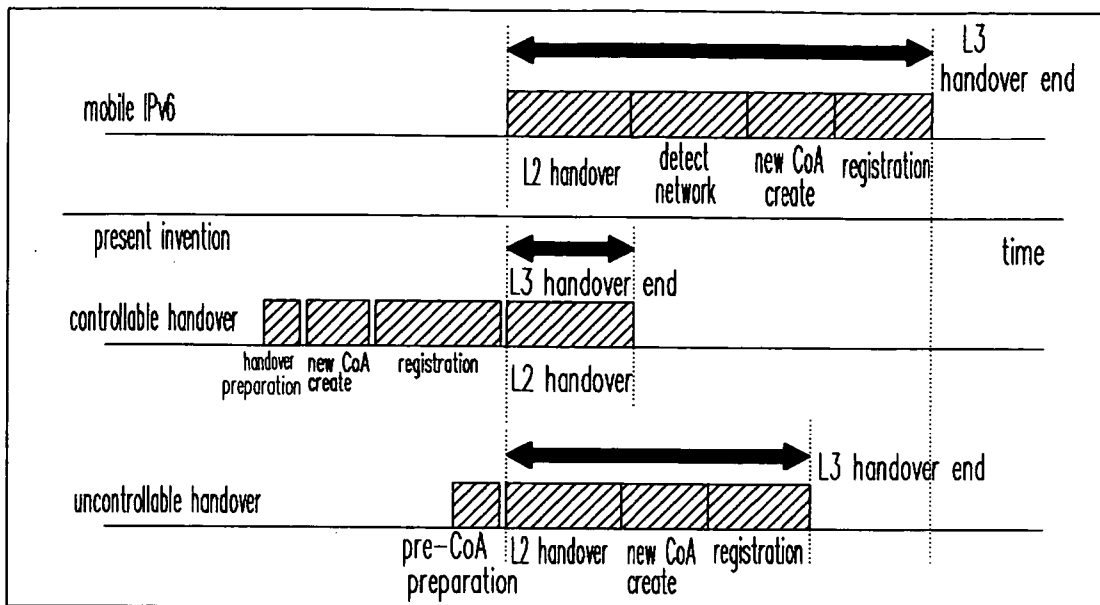 L3
handover end
mobile IPv6
L2 handover
detect
network
new CoA
create
registration
present invention
time
L3 handover end
controllable handover
handover
preparation
new CoA
create
registration
L2 handover
L3 handover end
uncontrollable handover
pre-CoA
preparation
L2 handover
new CoA
create
registration